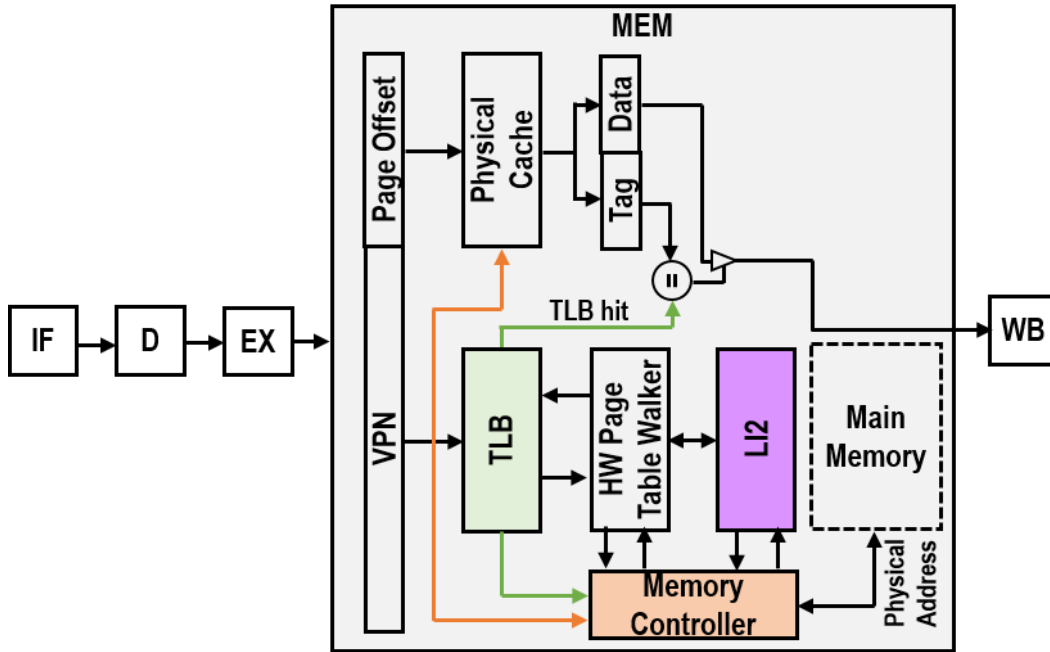 MEM
Page Offset
Physical
Cache
Data
Tag
=
TLB hit
IF
D
EX
WB
VPN
TLB
HW Page
Table Walker
LI2
Main
Memory
Physical
Address
Memory
Controller